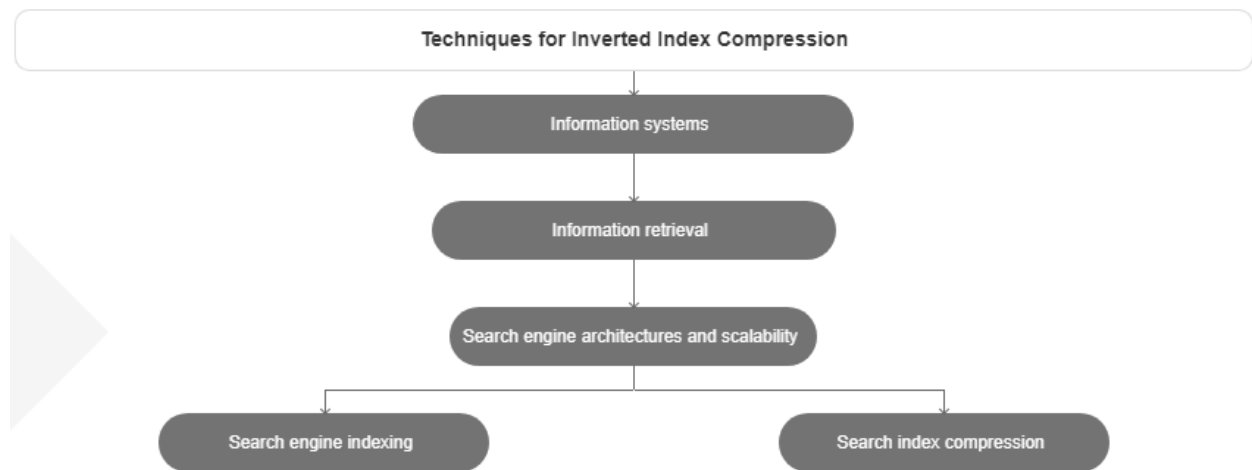 Techniques for Inverted Index Compression
Information systems
Information retrieval
Search engine architectures and scalability
Search engine indexing
Search index compression